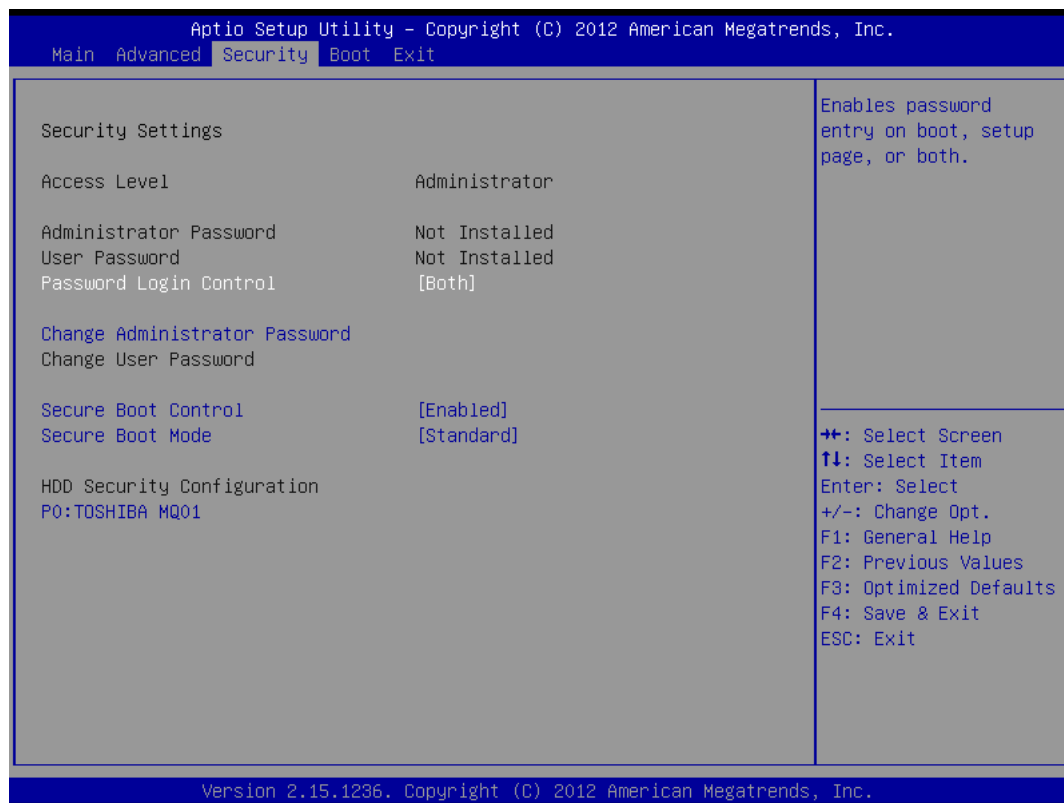 Aptio Setup Utility – Copyright (C) 2012 American Megatrends, Inc.
Main Advanced Security Boot Exit
Security Settings
Access Level Administrator
Administrator Password Not Installed
User Password Not Installed
Password Login Control [Both]
Change Administrator Password
Change User Password
Secure Boot Control [Enabled]
Secure Boot Mode [Standard]
HDD Security Configuration
P0:TOSHIBA MQ01
Enables password
entry on boot, setup
page, or both.
→←: Select Screen
↑↓: Select Item
Enter: Select
+/-: Change Opt.
F1: General Help
F2: Previous Values
F3: Optimized Defaults
F4: Save & Exit
ESC: Exit
Version 2.15.1236. Copyright (C) 2012 American Megatrends, Inc.